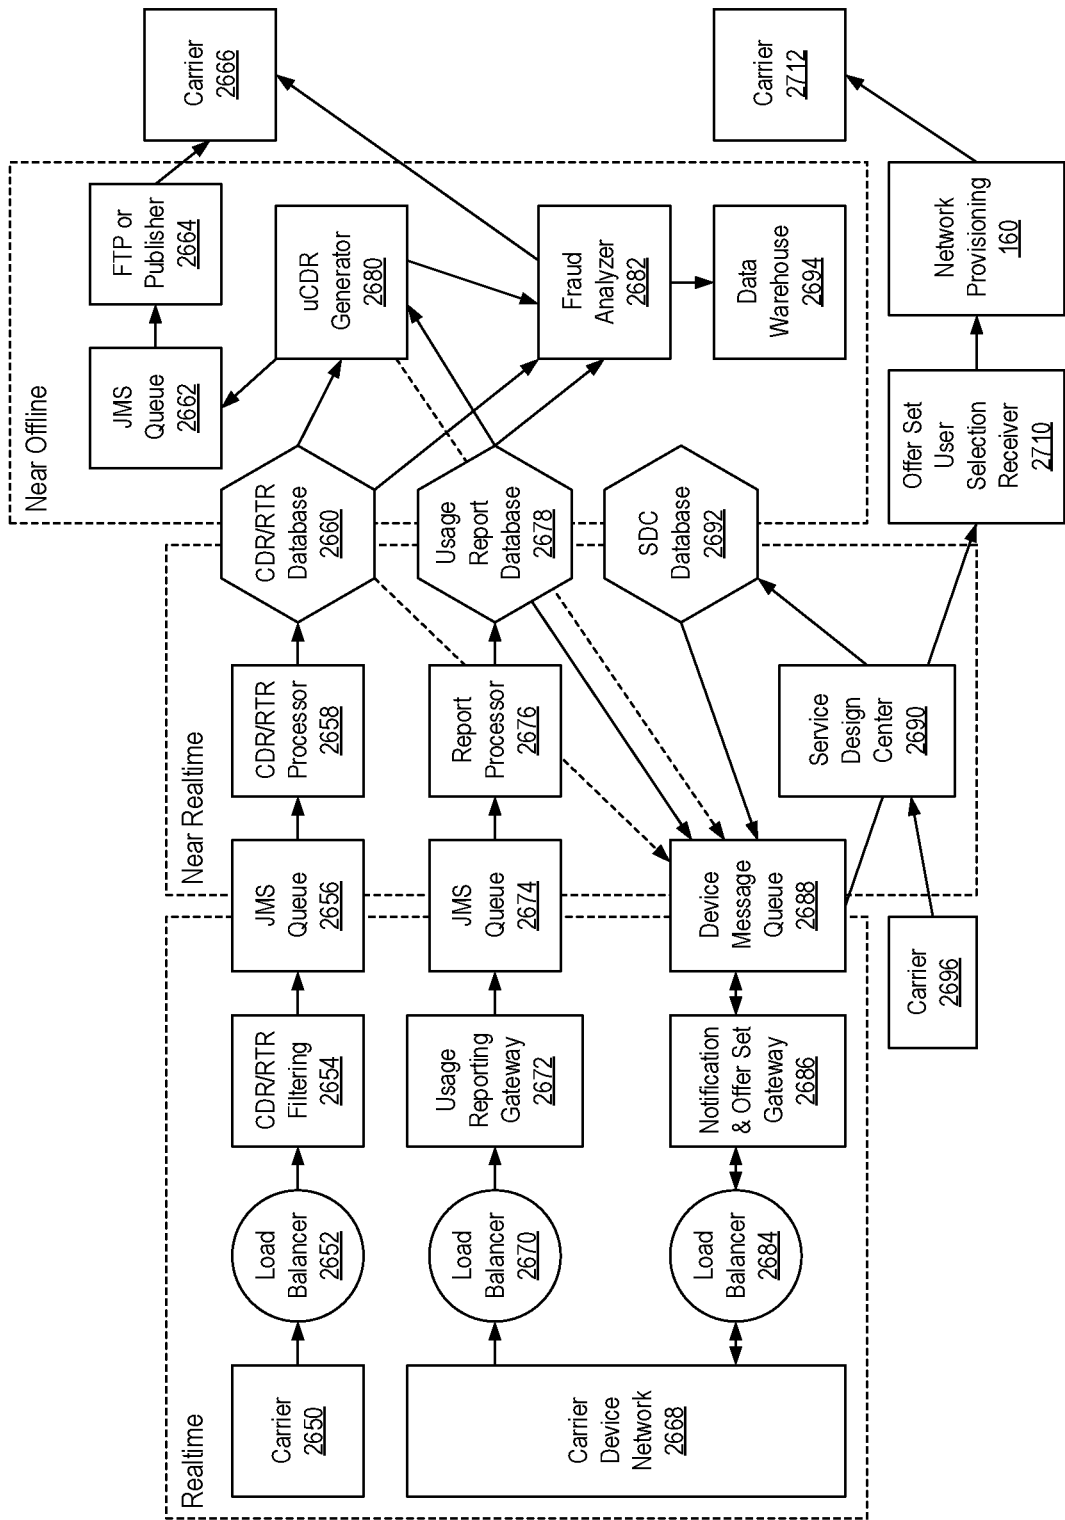 Realtime
Near Realtime
Near Offline
Carrier
2650
Load
Balancer
2652
CDR/RTR
Filtering
2654
JMS
Queue
2656
CDR/RTR
Processor
2658
CDR/RTR
Database
2660
JMS
Queue
2662
FTP or
Publisher
2664
Carrier
2666
Carrier
Device
Network
2668
Load
Balancer
2670
Usage
Reporting
Gateway
2672
JMS
Queue
2674
Report
Processor
2676
Usage
Report
Database
2678
uCDR
Generator
2680
Fraud
Analyzer
2682
Load
Balancer
2684
Notification
& Offer Set
Gateway
2686
Device
Message
Queue
2688
Service
Design
Center
2690
SDC
Database
2692
Data
Warehouse
2694
Carrier
2696
Offer Set
User
Selection
Receiver
2710
Network
Provisioning
160
Carrier
2712